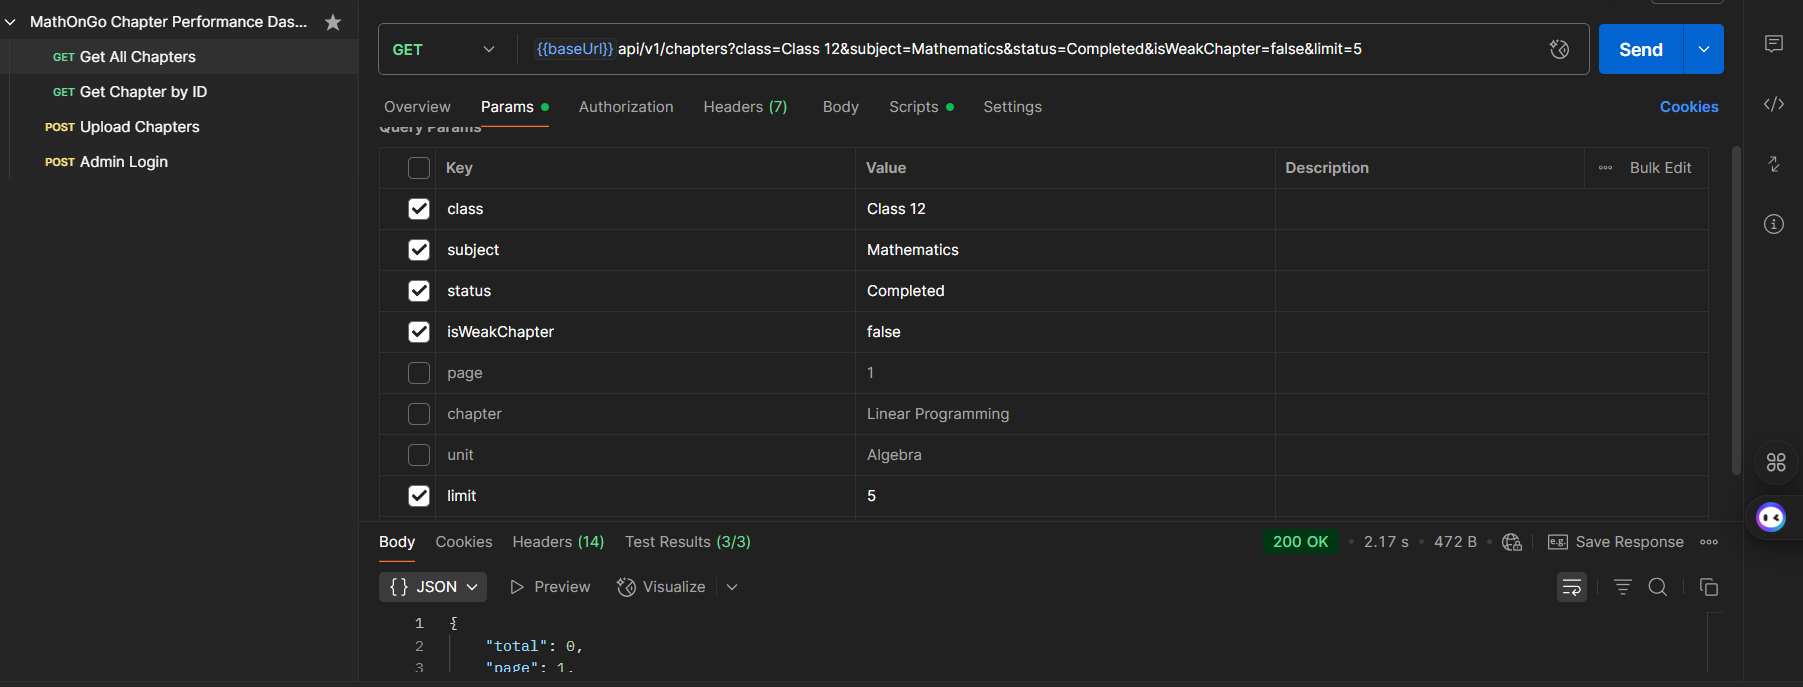 MathOnGo Chapter Performance Das...
GET Get All Chapters
GET Get Chapter by ID
POST Upload Chapters
POST Admin Login
GET
{{baseUrl}} api/v1/chapters?class=Class 12&subject=Mathematics&status=Completed&isWeakChapter=false&limit=5
Send
Overview Params Authorization Headers (7) Body Scripts Settings Cookies
Query Params
Key Value Description Bulk Edit
class Class 12
subject Mathematics
status Completed
isWeakChapter false
page 1
chapter Linear Programming
unit Algebra
limit 5
Body Cookies Headers (14) Test Results (3/3) 200 OK • 2.17 s • 472 B • e.g. Save Response
{} JSON Preview Visualize
1 {
2 "total": 0,
3 "page": 1,